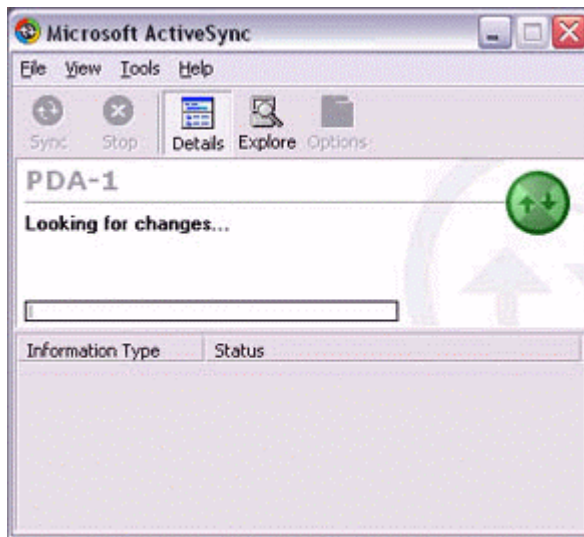 Microsoft ActiveSync
File View Tools Help
Sync Stop Details Explore Options
PDA-1
Looking for changes...
Information Type Status